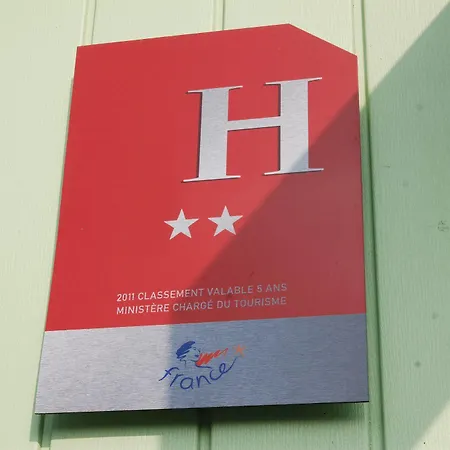 H
★★
2011 CLASSEMENT VALABLE 5 ANS
MINISTÈRE CHARGÉ DU TOURISME
france